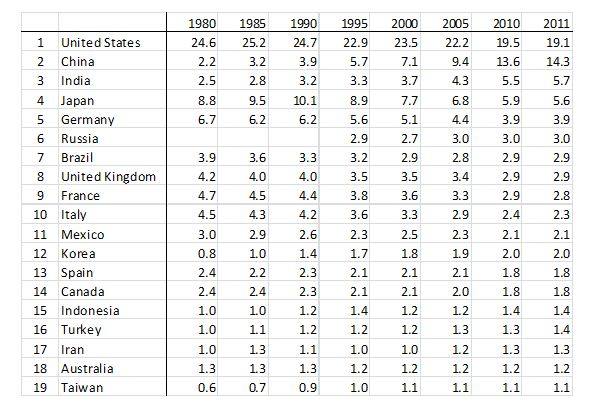 1980 1985 1990 1995 2000 2005 2010 2011
1 United States 24.6 25.2 24.7 22.9 23.5 22.2 19.5 19.1
2 China 2.2 3.2 3.9 5.7 7.1 9.4 13.6 14.3
3 India 2.5 2.8 3.2 3.3 3.7 4.3 5.5 5.7
4 Japan 8.8 9.5 10.1 8.9 7.7 6.8 5.9 5.6
5 Germany 6.7 6.2 6.2 5.6 5.1 4.4 3.9 3.9
6 Russia 2.9 2.7 3.0 3.0 3.0
7 Brazil 3.9 3.6 3.3 3.2 2.9 2.8 2.9 2.9
8 United Kingdom 4.2 4.0 4.0 3.5 3.5 3.4 2.9 2.9
9 France 4.7 4.5 4.4 3.8 3.6 3.3 2.9 2.8
10 Italy 4.5 4.3 4.2 3.6 3.3 2.9 2.4 2.3
11 Mexico 3.0 2.9 2.6 2.3 2.5 2.3 2.1 2.1
12 Korea 0.8 1.0 1.4 1.7 1.8 1.9 2.0 2.0
13 Spain 2.4 2.2 2.3 2.1 2.1 2.1 1.8 1.8
14 Canada 2.4 2.4 2.3 2.1 2.1 2.0 1.8 1.8
15 Indonesia 1.0 1.0 1.2 1.4 1.2 1.2 1.4 1.4
16 Turkey 1.0 1.1 1.2 1.2 1.2 1.3 1.3 1.4
17 Iran 1.0 1.3 1.1 1.0 1.0 1.2 1.3 1.3
18 Australia 1.3 1.3 1.3 1.2 1.2 1.2 1.2 1.2
19 Taiwan 0.6 0.7 0.9 1.0 1.1 1.1 1.1 1.1